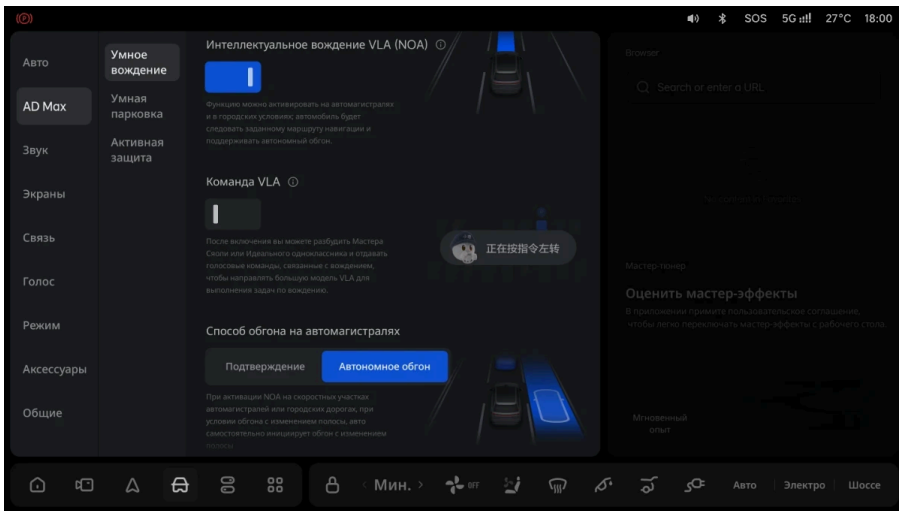 SOS 5G 27°C 18:00
Авто
AD Max
Звук
Экраны
Связь
Голос
Режим
Аксессуары
Общие
Умное
вождение
Умная
парковка
Активная
защита
Интеллектуальное вождение VLA (NOA)
Функцию можно активировать на автомагистралях
и в городских условиях; автомобиль будет
следовать заданному маршруту навигации и
поддерживать автономный обгон.
Команда VLA
После включения вы можете разбудить Мастера
Сяоли или Идеального одноклассника и отдавать
голосовые команды, связанные с вождением,
чтобы направлять большую модель VLA для
выполнения задач по вождению.
正在按指令左转
Способ обгона на автомагистралях
Подтверждение
Автономное обгон
При активации NOA на скоростных участках
автомагистралей или городских дорогах, при
условии обгона с изменением полосы, авто
самостоятельно инициирует обгон с изменением
полосы
Browser
Search or enter a URL
Мастер-тюнер
Оценить мастер-эффекты
В приложении примите пользовательское соглашение,
чтобы легко переключать мастер-эффекты с рабочего стола.
Мгновенный
опыт
Мин.
OFF
Авто
Электро
Шоссе